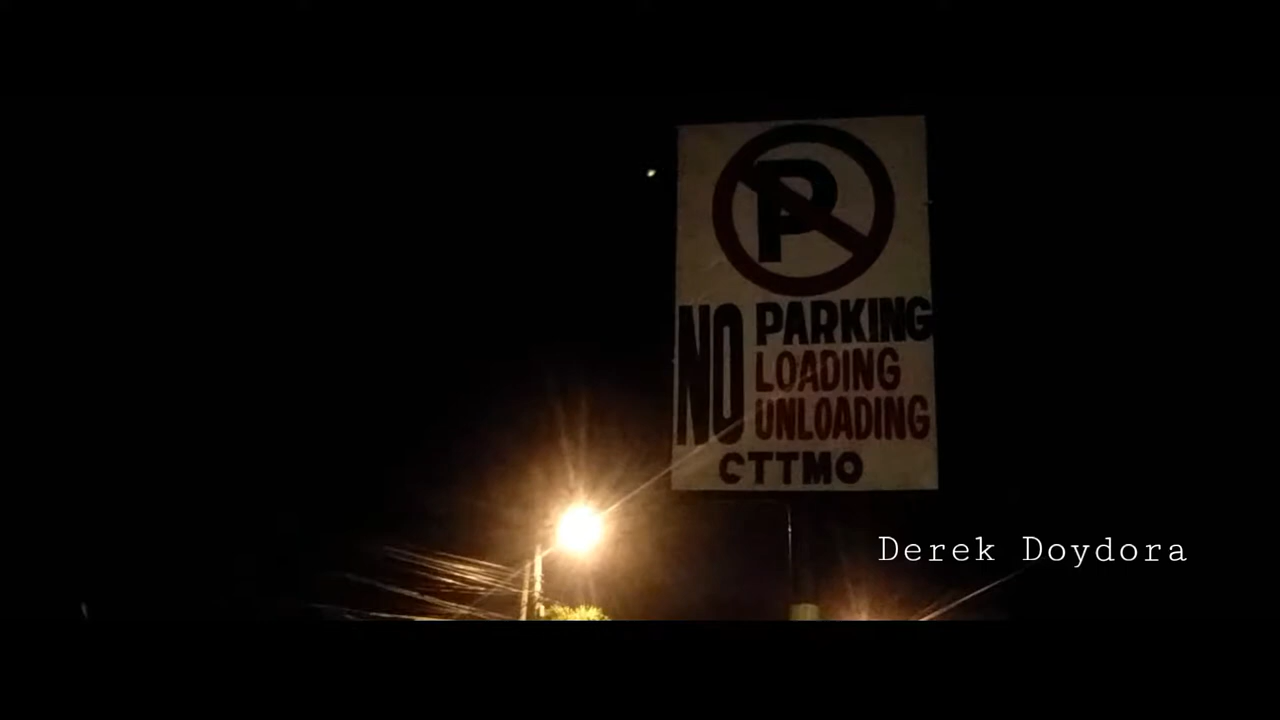 P
NO PARKING
LOADING
UNLOADING
CTTMO
Derek Doydora